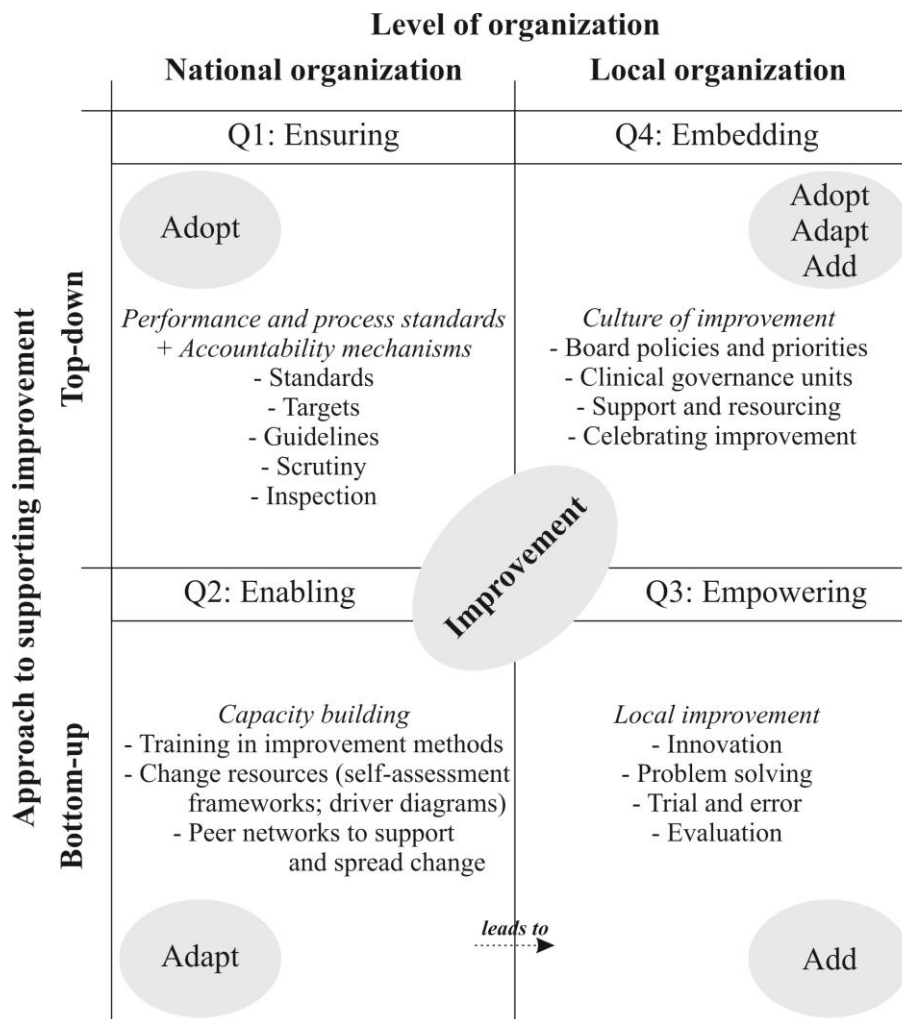 Level of organization
National organization
Local organization
Q1: Ensuring
Q4: Embedding
Adopt
Adopt
Adapt
Add
Approach to supporting improvement
Top-down
Performance and process standards
+ Accountability mechanisms
- Standards
- Targets
- Guidelines
- Scrutiny
- Inspection
Culture of improvement
- Board policies and priorities
- Clinical governance units
- Support and resourcing
- Celebrating improvement
Improvement
Q2: Enabling
Q3: Empowering
Bottom-up
Capacity building
- Training in improvement methods
- Change resources (self-assessment
frameworks; driver diagrams)
- Peer networks to support
and spread change
Local improvement
- Innovation
- Problem solving
- Trial and error
- Evaluation
leads to
Adapt
Add